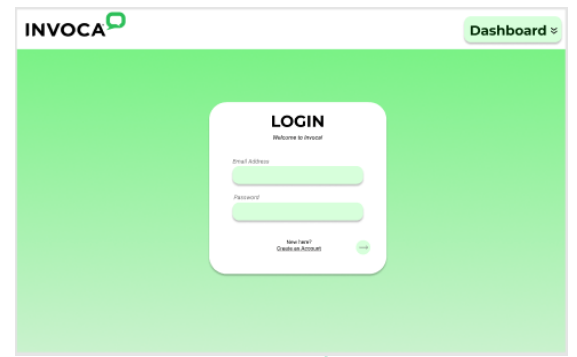 INVOCA
Dashboard
LOGIN
Welcome to Invoca!
Email Address
Password
New here?
Create an Account